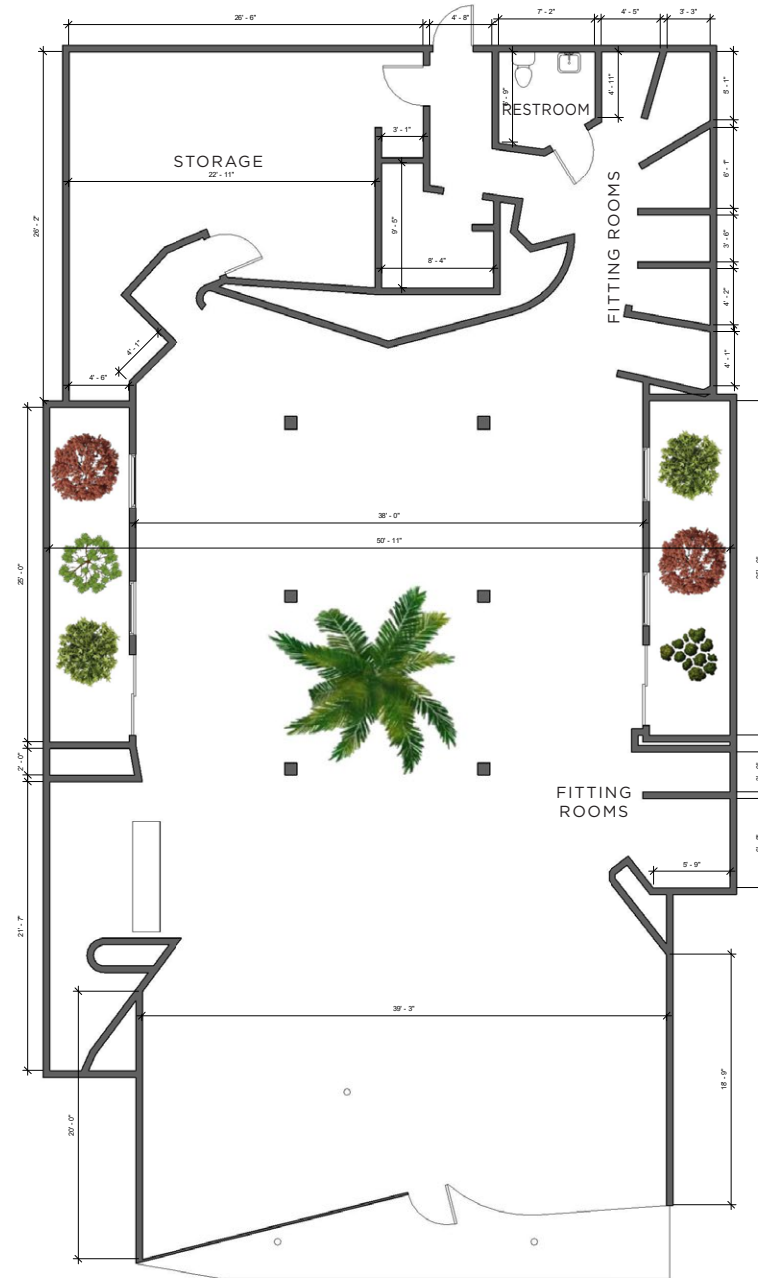 26' - 6"
4' - 8"
7' - 2"
4' - 5"
3' - 3"
4' - 11"
5' - 1"
RESTROOM
3' - 1"
STORAGE
22' - 11"
6' - 1"
26' - 2"
9' - 5"
FITTING ROOMS
3' - 6"
8' - 4"
4' - 2"
4' - 1"
4' - 1"
4' - 6"
38' - 0"
50' - 11"
25' - 0"
2' - 0"
FITTING
ROOMS
5' - 9"
21' - 7"
39' - 3"
18' - 9"
20' - 0"